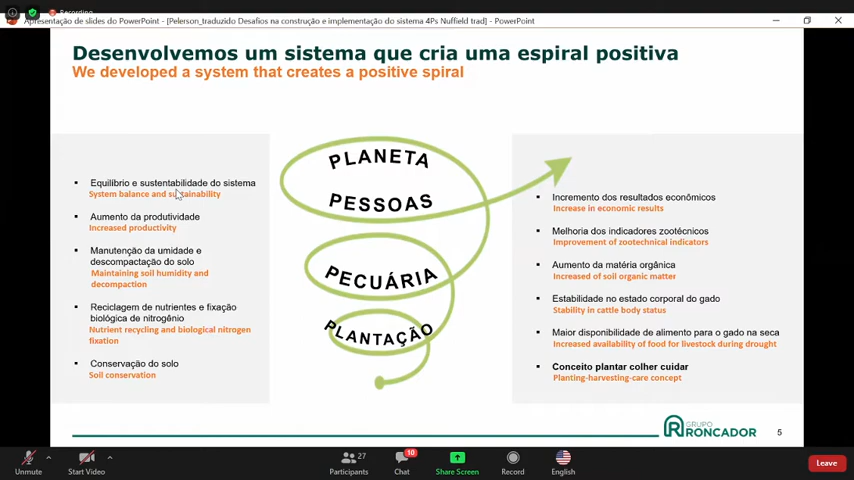 Recording
Apresentação de slides do PowerPoint - [Pelerson_traduzido Desafios na construção e implementação do sistema 4Ps Nuffield trad] - PowerPoint
Desenvolvemos um sistema que cria uma espiral positiva
We developed a system that creates a positive spiral
▪ Equilíbrio e sustentabilidade do sistema
System balance and sustainability
▪ Aumento da produtividade
Increased productivity
▪ Manutenção da umidade e
descompactação do solo
Maintaining soil humidity and
decompaction
▪ Reciclagem de nutrientes e fixação
biológica de nitrogênio
Nutrient recycling and biological nitrogen
fixation
▪ Conservação do solo
Soil conservation
PLANETA
PESSOAS
PECUÁRIA
PLANTAÇÃO
▪ Incremento dos resultados econômicos
Increase in economic results
▪ Melhoria dos indicadores zootécnicos
Improvement of zootechnical indicators
▪ Aumento da matéria orgânica
Increased of soil organic matter
▪ Estabilidade no estado corporal do gado
Stability in cattle body status
▪ Maior disponibilidade de alimento para o gado na seca
Increased availability of food for livestock during drought
▪ Conceito plantar colher cuidar
Planting-harvesting-care concept
GRUPO
RONCADOR
5
Unmute
Start Video
27
Participants
10
Chat
Share Screen
Record
English
Leave